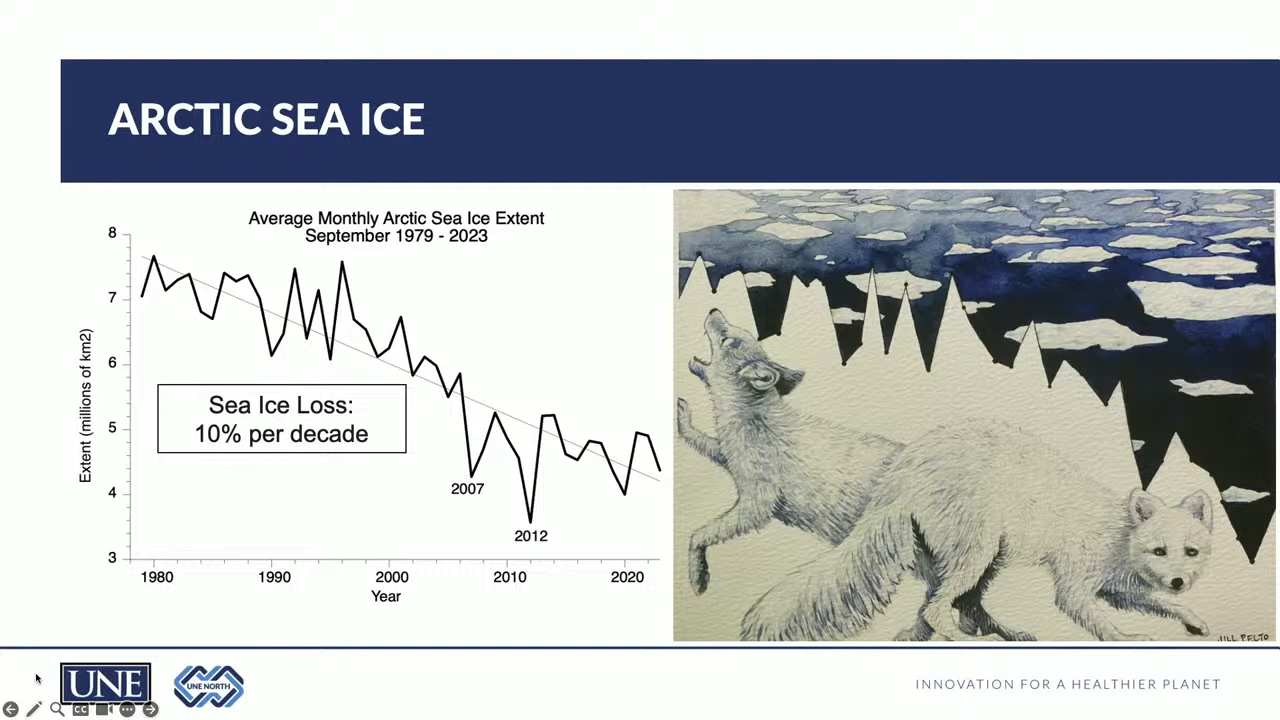 ARCTIC SEA ICE
Average Monthly Arctic Sea Ice Extent
September 1979 - 2023
Extent (millions of km2)
8
7
6
5
4
3
Sea Ice Loss:
10% per decade
2007
2012
1980
1990
2000
2010
2020
Year
JILL PELTO
UNE
UNE NORTH
INNOVATION FOR A HEALTHIER PLANET
CC